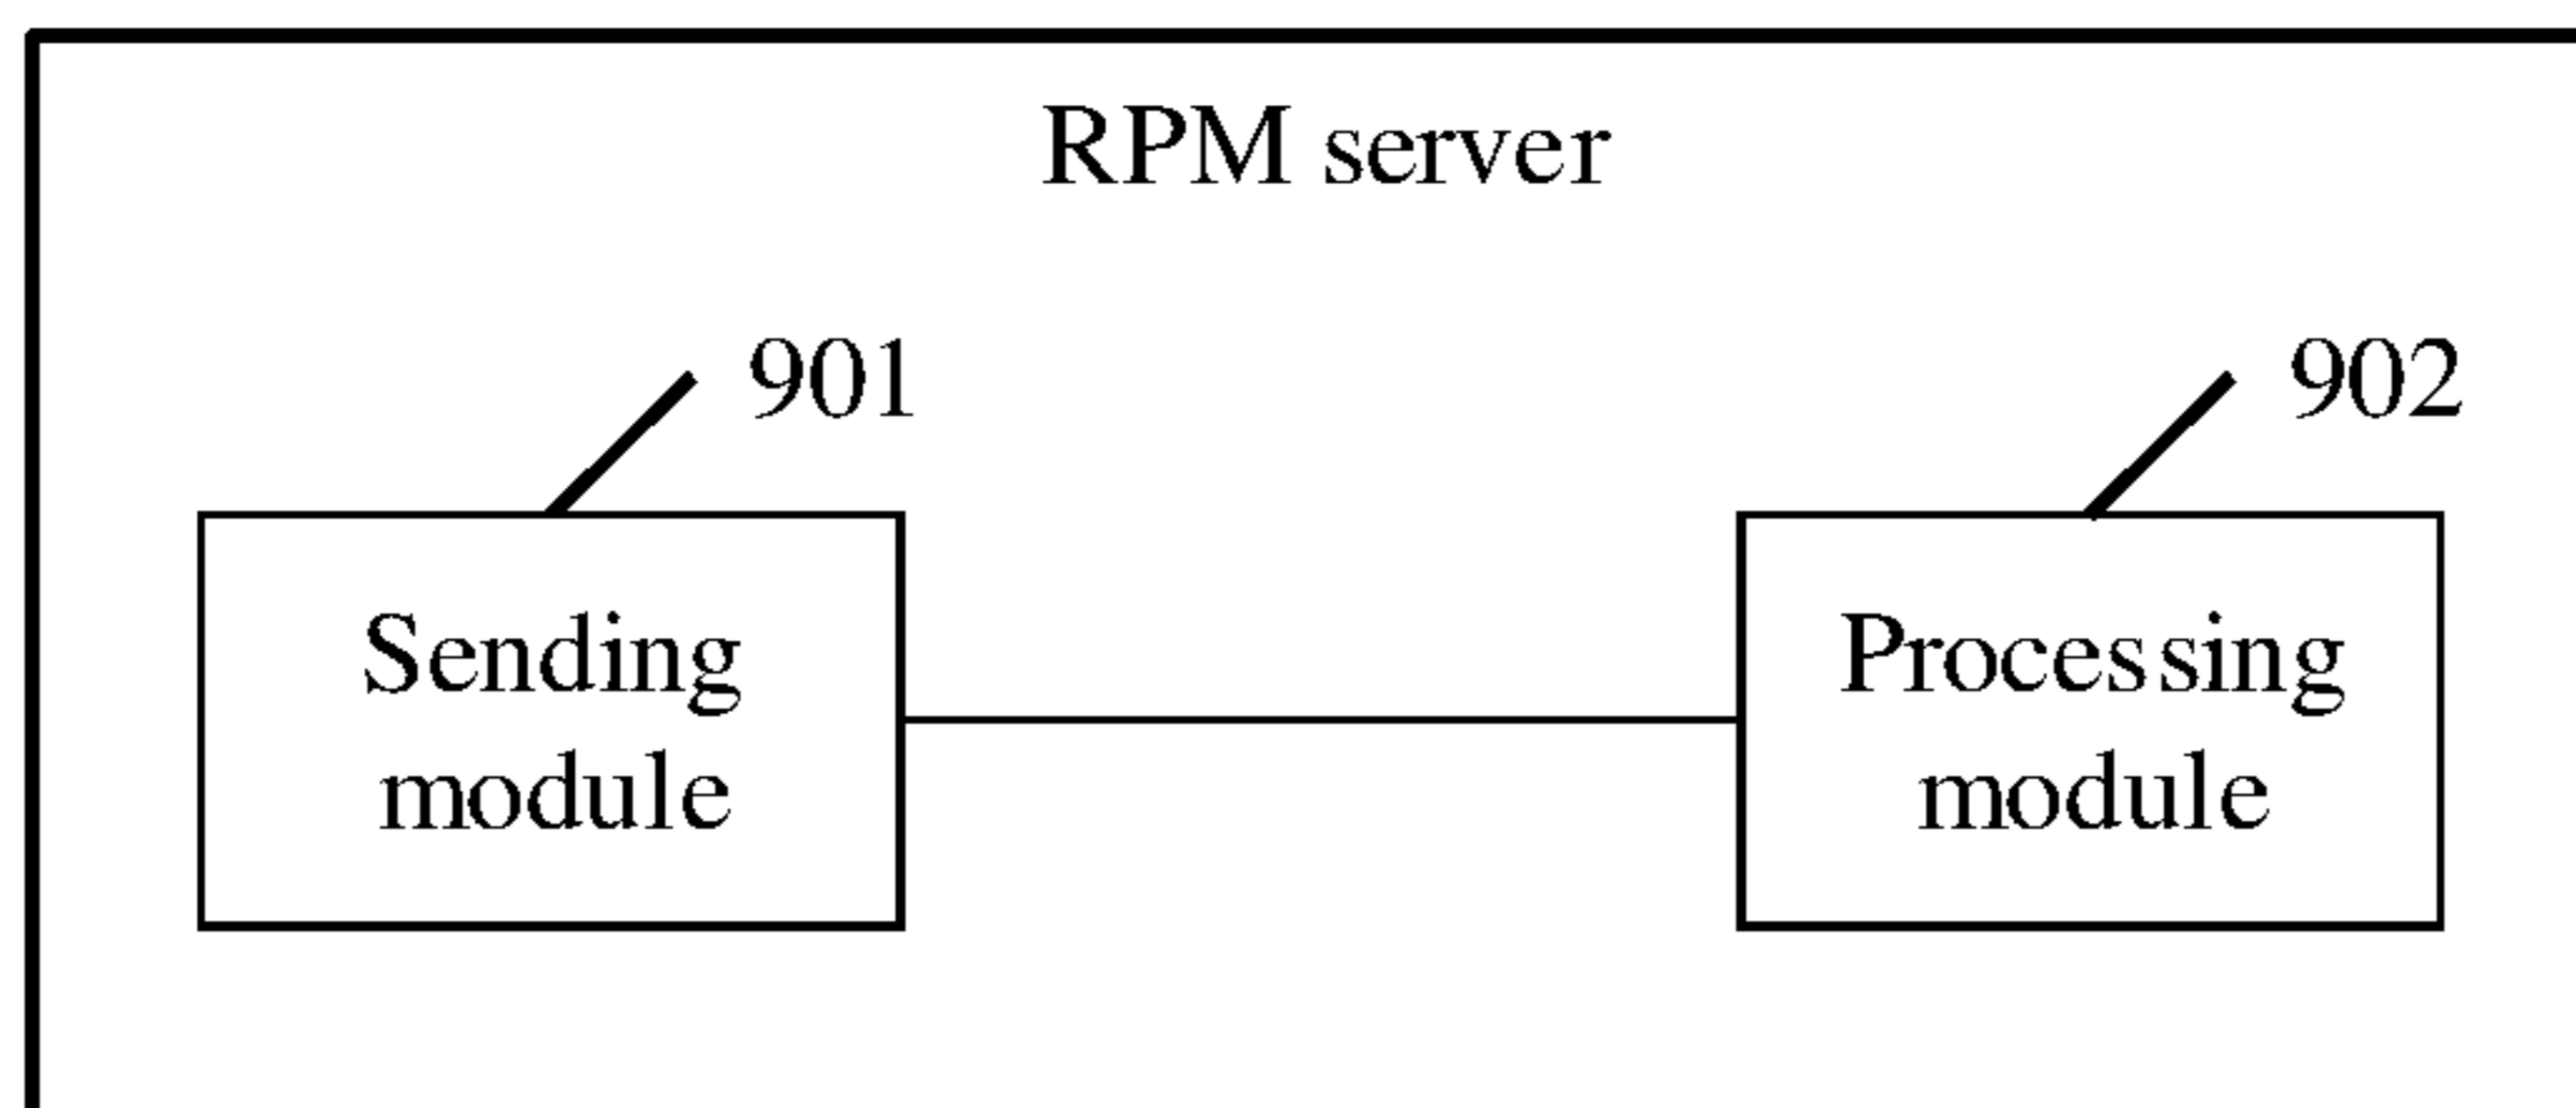 RPM server
901
902
Sending
module
Processing
module